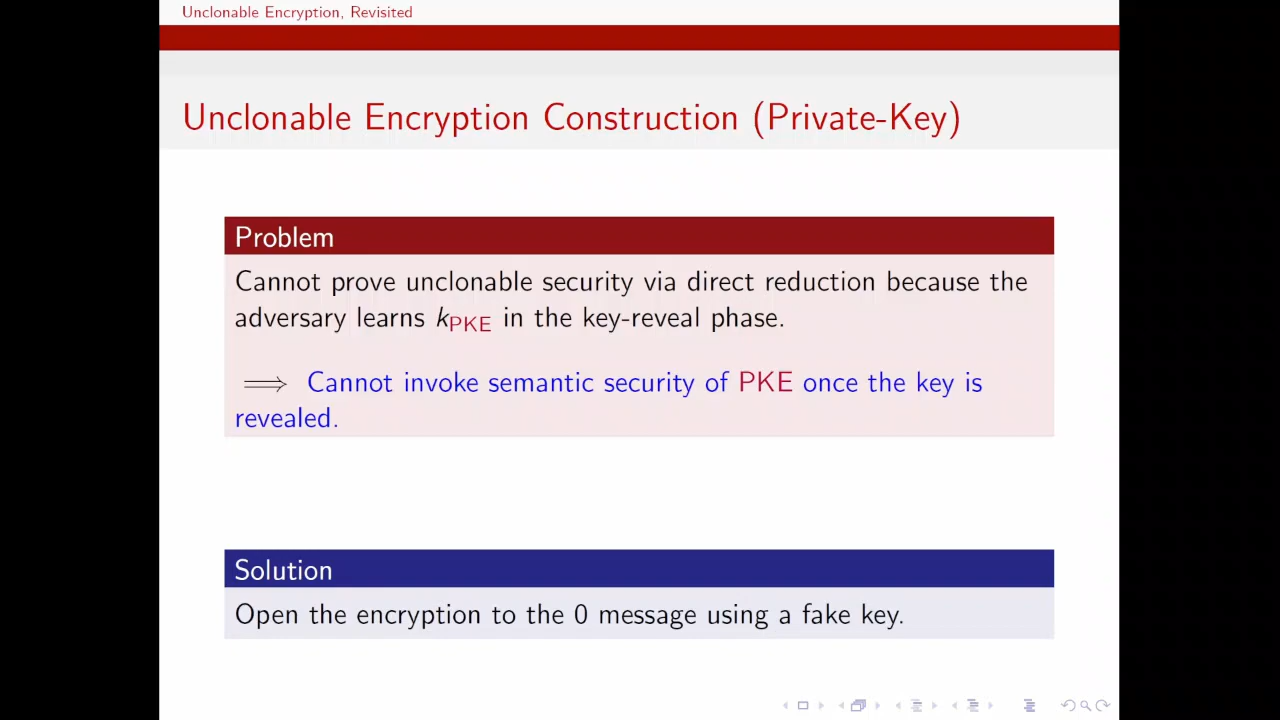 Unclonable Encryption, Revisited
Unclonable Encryption Construction (Private-Key)
Problem
Cannot prove unclonable security via direct reduction because the
adversary learns k_PKE in the key-reveal phase.
⟹ Cannot invoke semantic security of PKE once the key is
revealed.
Solution
Open the encryption to the 0 message using a fake key.